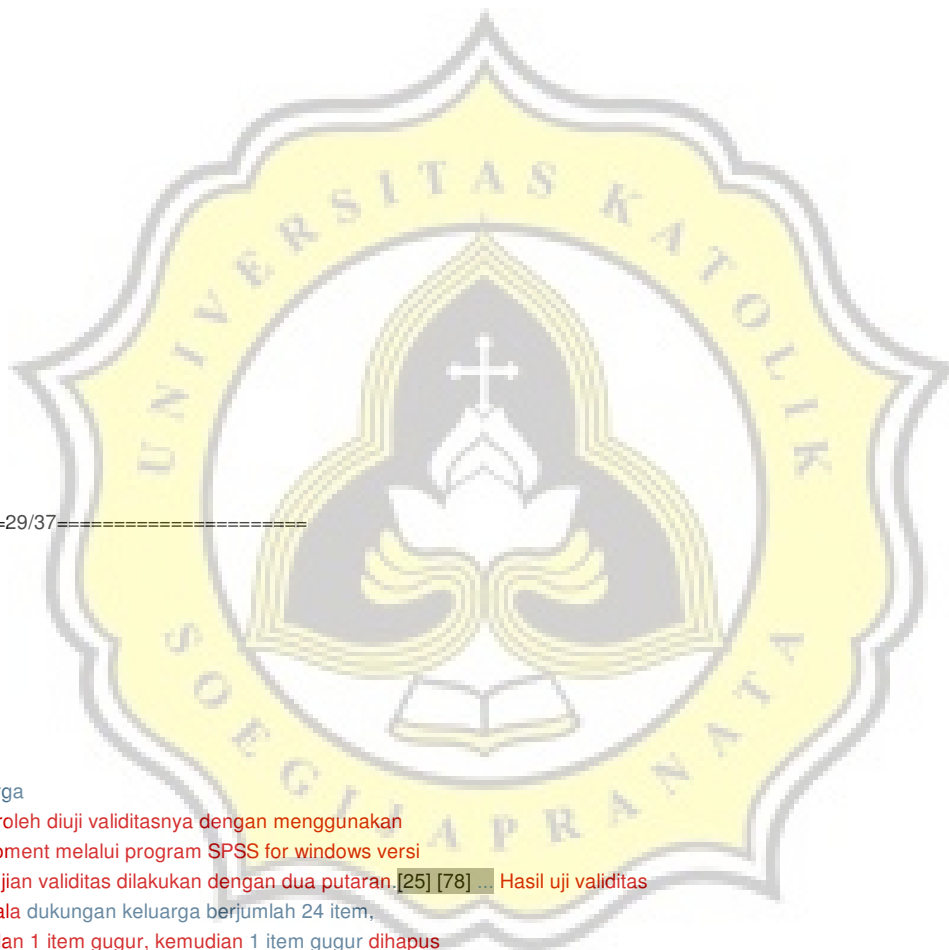 UNIVERSITAS KATOLIK
SOEGIJAPRANATA
=29/37======================
rga
roleh diuji validitasnya dengan menggunakan
oment melalui program SPSS for windows versi
jian validitas dilakukan dengan dua putaran.[25] [78] ... Hasil uji validitas
ala dukungan keluarga berjumlah 24 item,
dan 1 item gugur, kemudian 1 item gugur dihapus